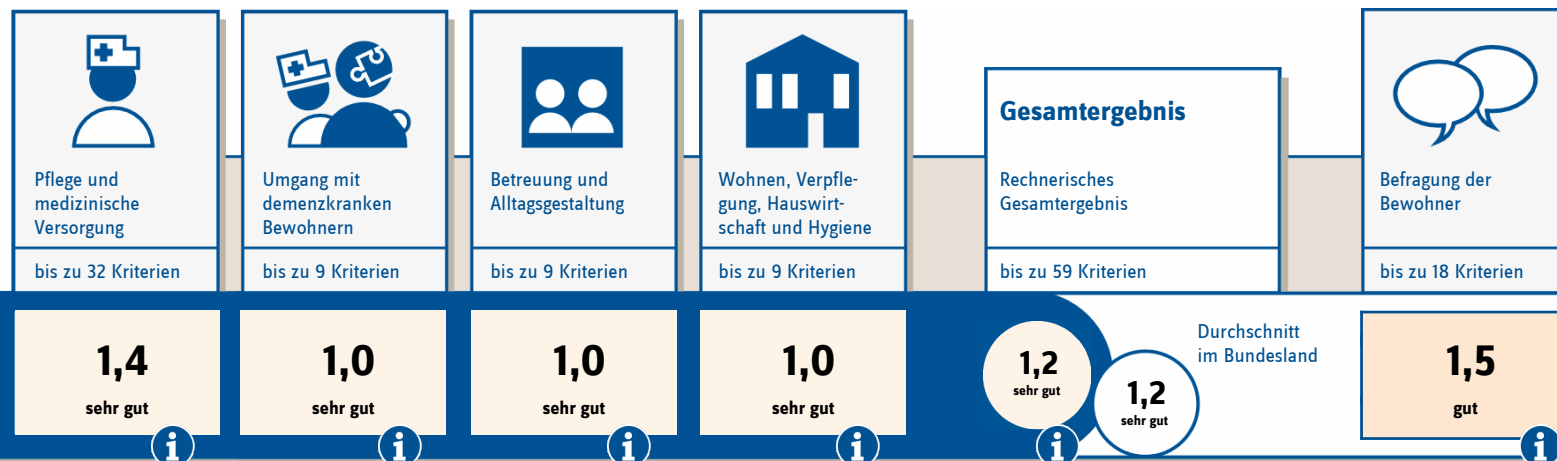 Pflege und
medizinische
Versorgung
bis zu 32 Kriterien
1,4
sehr gut
i
Umgang mit
demenzkranken
Bewohnern
bis zu 9 Kriterien
1,0
sehr gut
i
Betreuung und
Alltagsgestaltung
bis zu 9 Kriterien
1,0
sehr gut
i
Wohnen, Verpfle-
gung, Hauswirt-
schaft und Hygiene
bis zu 9 Kriterien
1,0
sehr gut
i
Gesamtergebnis
Rechnerisches
Gesamtergebnis
bis zu 59 Kriterien
1,2
sehr gut
i
Durchschnitt
im Bundesland
1,2
sehr gut
Befragung der
Bewohner
bis zu 18 Kriterien
1,5
gut
i